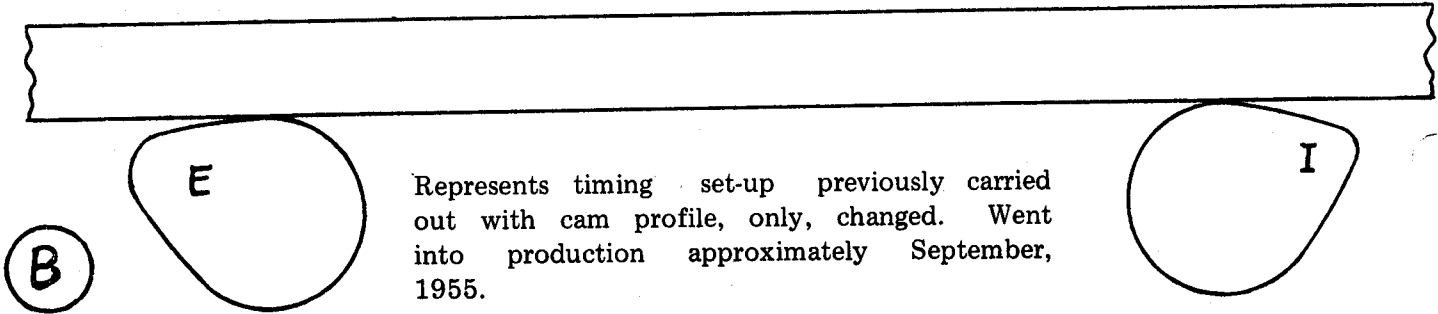 E
I
Represents timing set-up previously carried
out with cam profile, only, changed. Went
into production approximately September,
1955.
B